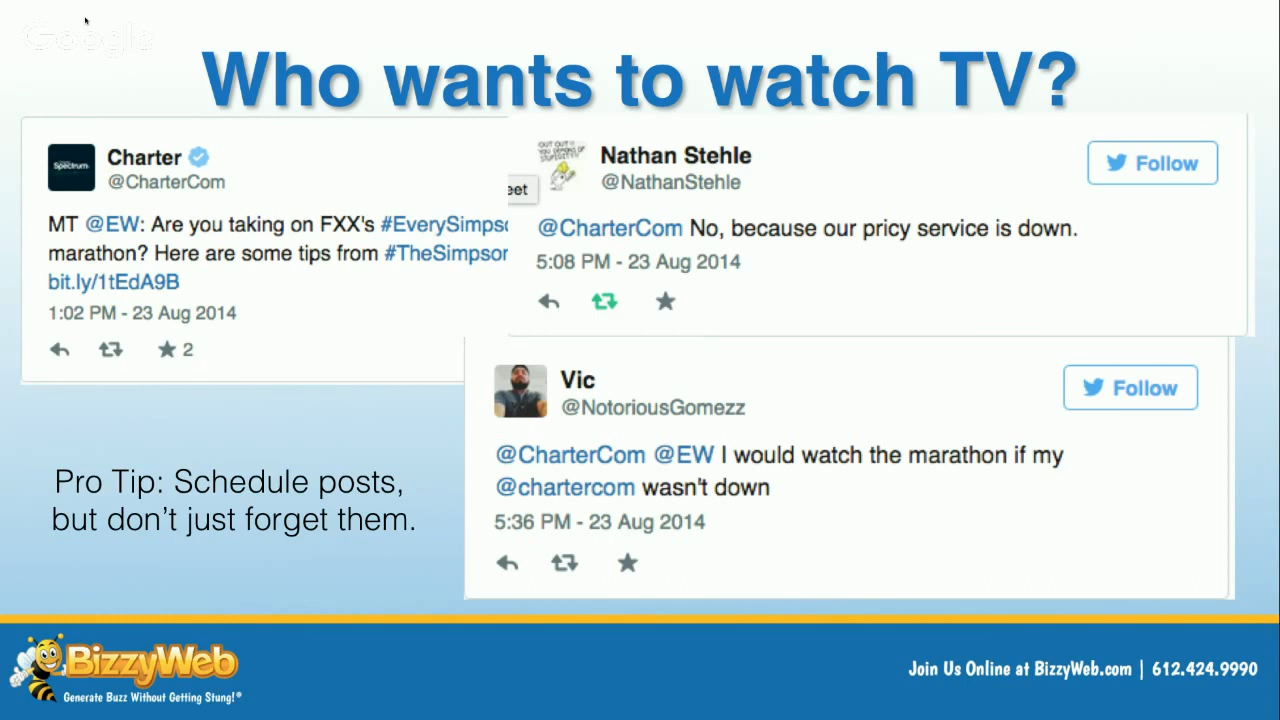 Google
Who wants to watch TV?
Spectrum
Charter
@CharterCom
MT @EW: Are you taking on FXX's #EverySimpso
marathon? Here are some tips from #TheSimpson
bit.ly/1tEdA9B
1:02 PM - 23 Aug 2014
2
eet
Nathan Stehle
@NathanStehle
Follow
@CharterCom No, because our pricy service is down.
5:08 PM - 23 Aug 2014
Vic
@NotoriousGomezz
Follow
@CharterCom @EW I would watch the marathon if my
@chartercom wasn't down
5:36 PM - 23 Aug 2014
Pro Tip: Schedule posts,
but don't just forget them.
BizzyWeb
Generate Buzz Without Getting Stung!®
Join Us Online at BizzyWeb.com | 612.424.9990